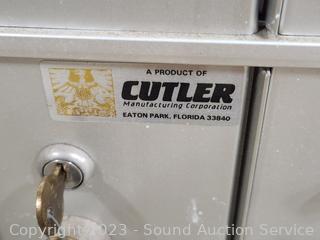 A PRODUCT OF
CUTLER
Manufacturing Corporation
EATON PARK, FLORIDA 33840
Copyright 2023 - Sound Auction Service